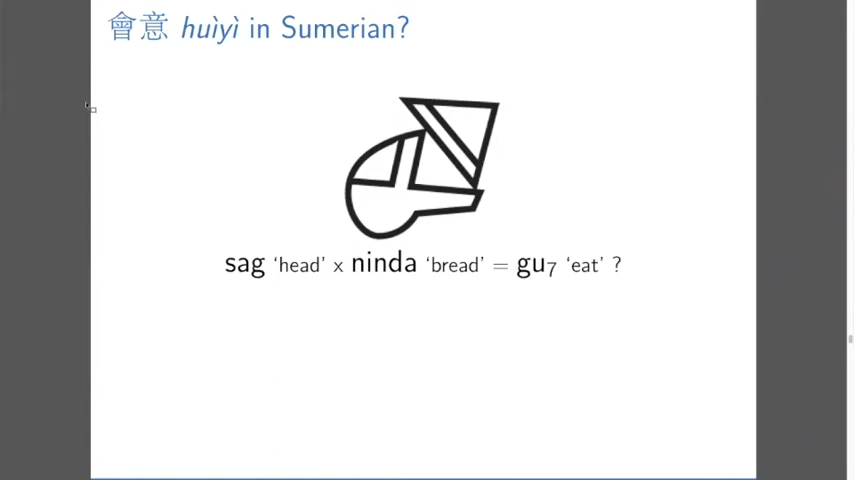 會意 huìyì in Sumerian?
sag ‘head’ x ninda ‘bread’ = gu₇ ‘eat’ ?